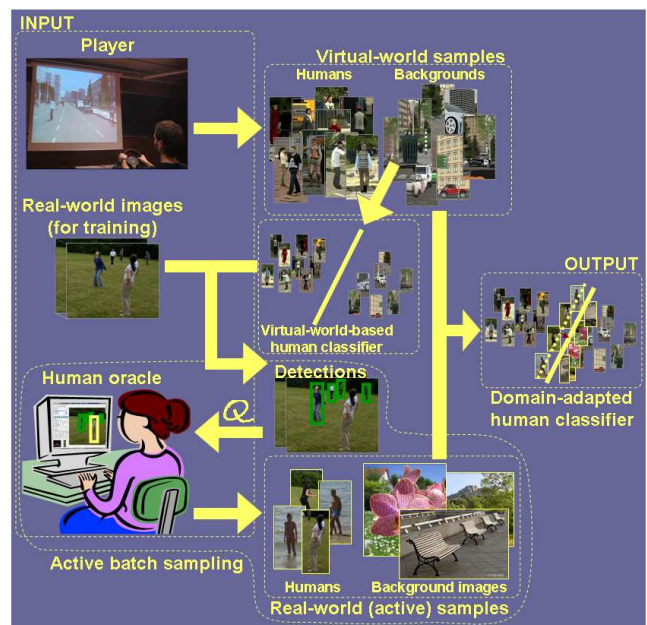 INPUT
Player
Virtual-world samples
Humans
Backgrounds
Real-world images
(for training)
Virtual-world-based
human classifier
OUTPUT
Domain-adapted
human classifier
Human oracle
Detections
Q
Active batch sampling
Humans
Background images
Real-world (active) samples